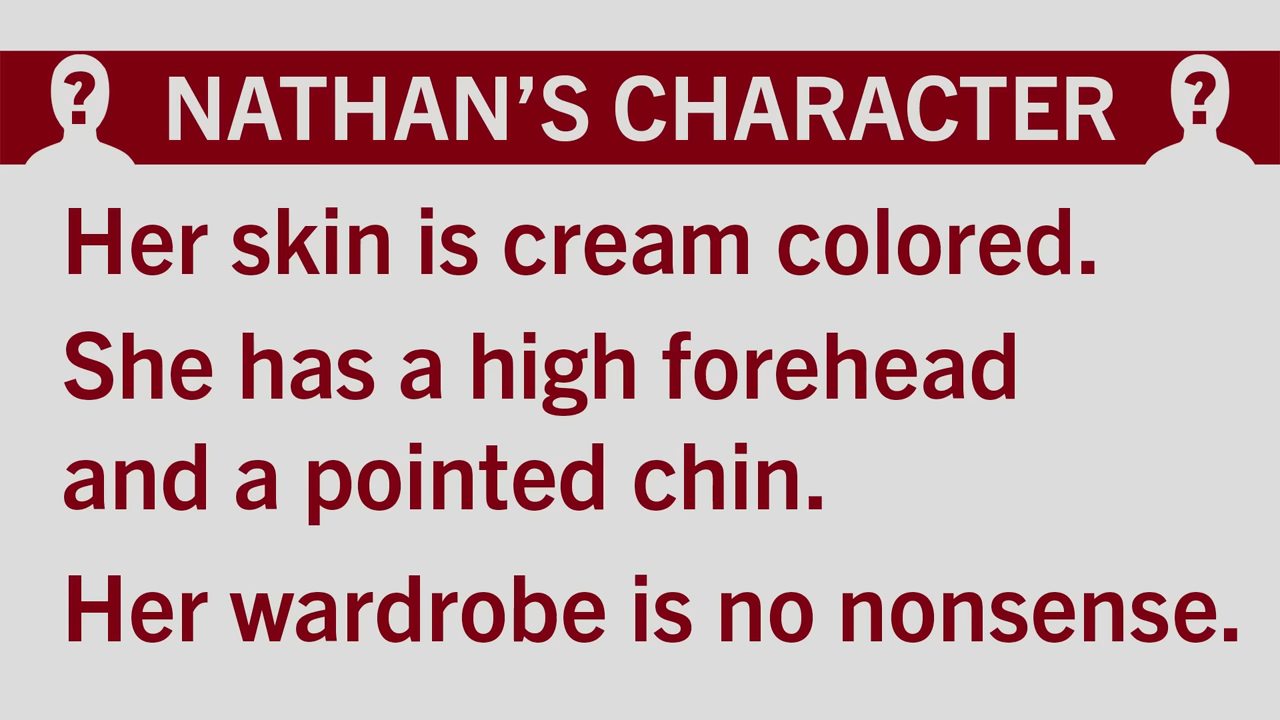 ? NATHAN’S CHARACTER ?
Her skin is cream colored.
She has a high forehead
and a pointed chin.
Her wardrobe is no nonsense.